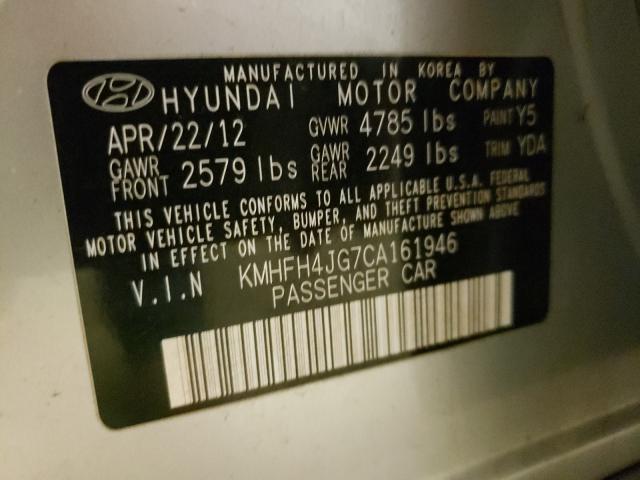 MANUFACTURED IN KOREA BY
HYUNDAI MOTOR COMPANY
APR/22/12 GVWR 4785 lbs PAINT Y5
GAWR FRONT 2579 lbs GAWR REAR 2249 lbs TRIM YDA
THIS VEHICLE CONFORMS TO ALL APPLICABLE U.S.A. FEDERAL
MOTOR VEHICLE SAFETY, BUMPER, AND THEFT PREVENTION STANDARDS
IN EFFECT ON THE DATE OF MANUFACTURE SHOWN ABOVE
V.I.N KMHFH4JG7CA161946
PASSENGER CAR